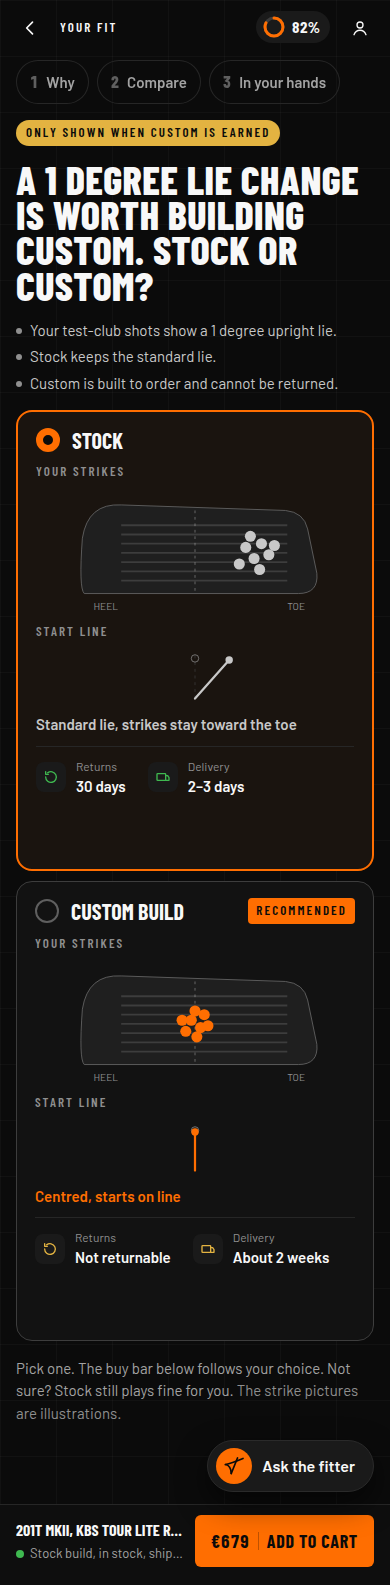 YOUR FIT
82%
1 Why
2 Compare
3 In your hands
ONLY SHOWN WHEN CUSTOM IS EARNED
A 1 DEGREE LIE CHANGE
IS WORTH BUILDING
CUSTOM. STOCK OR
CUSTOM?
Your test-club shots show a 1 degree upright lie.
Stock keeps the standard lie.
Custom is built to order and cannot be returned.
STOCK
YOUR STRIKES
HEEL TOE
START LINE
Standard lie, strikes stay toward the toe
Returns
30 days
Delivery
2–3 days
CUSTOM BUILD
RECOMMENDED
YOUR STRIKES
HEEL TOE
START LINE
Centred, starts on line
Returns
Not returnable
Delivery
About 2 weeks
Pick one. The buy bar below follows your choice. Not
sure? Stock still plays fine for you. The strike pictures
are illustrations.
Ask the fitter
201T MKII, KBS TOUR LITE R...
Stock build, in stock, ship...
€679 ADD TO CART